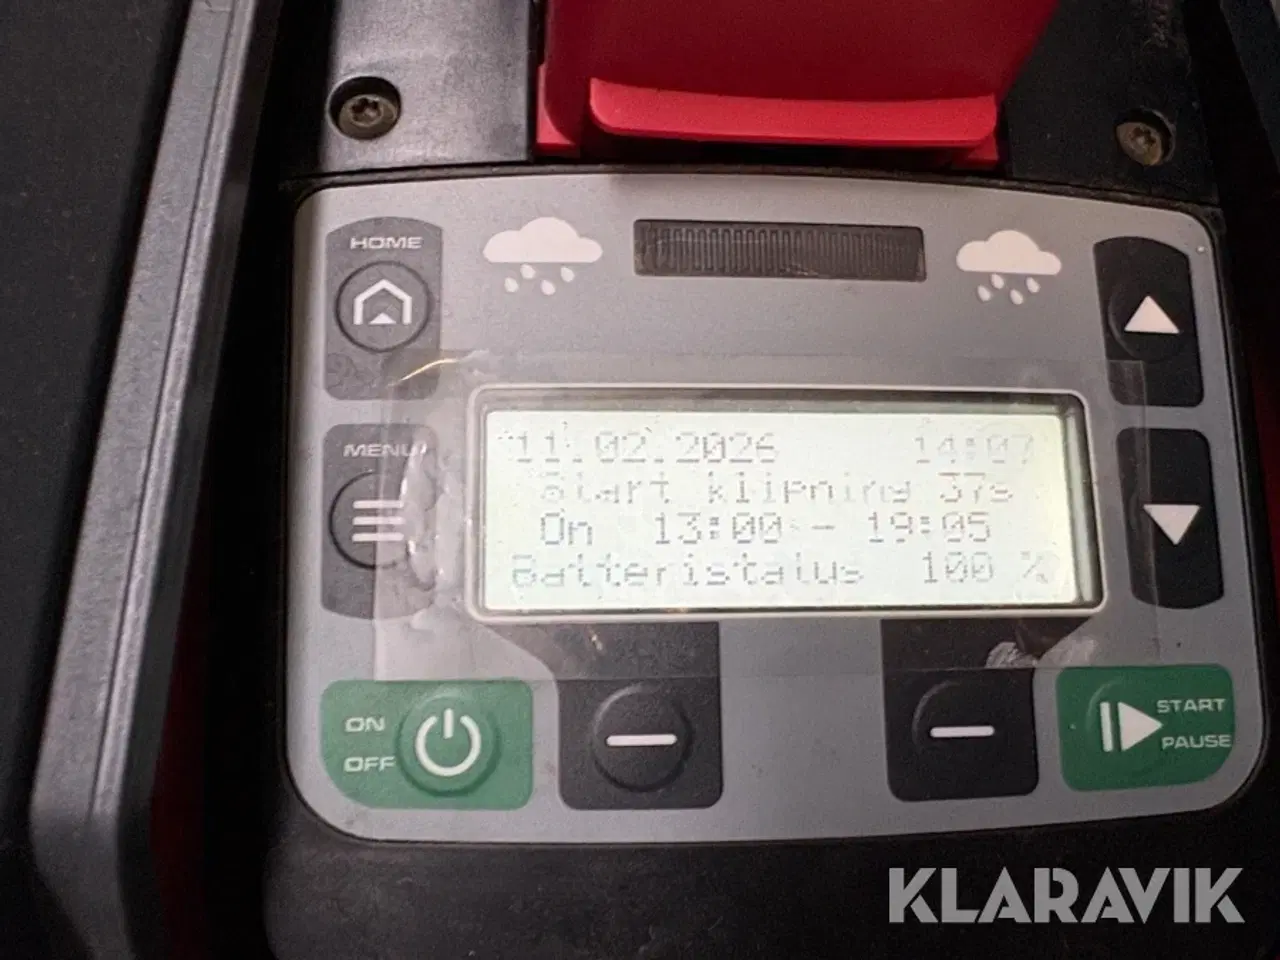 HOME
MENU
11.02.2026 14:07
Start klipning 37s
On 13:00 - 19:05
Batteristatus 100 %
ON
OFF
START
PAUSE
KLARAVIK